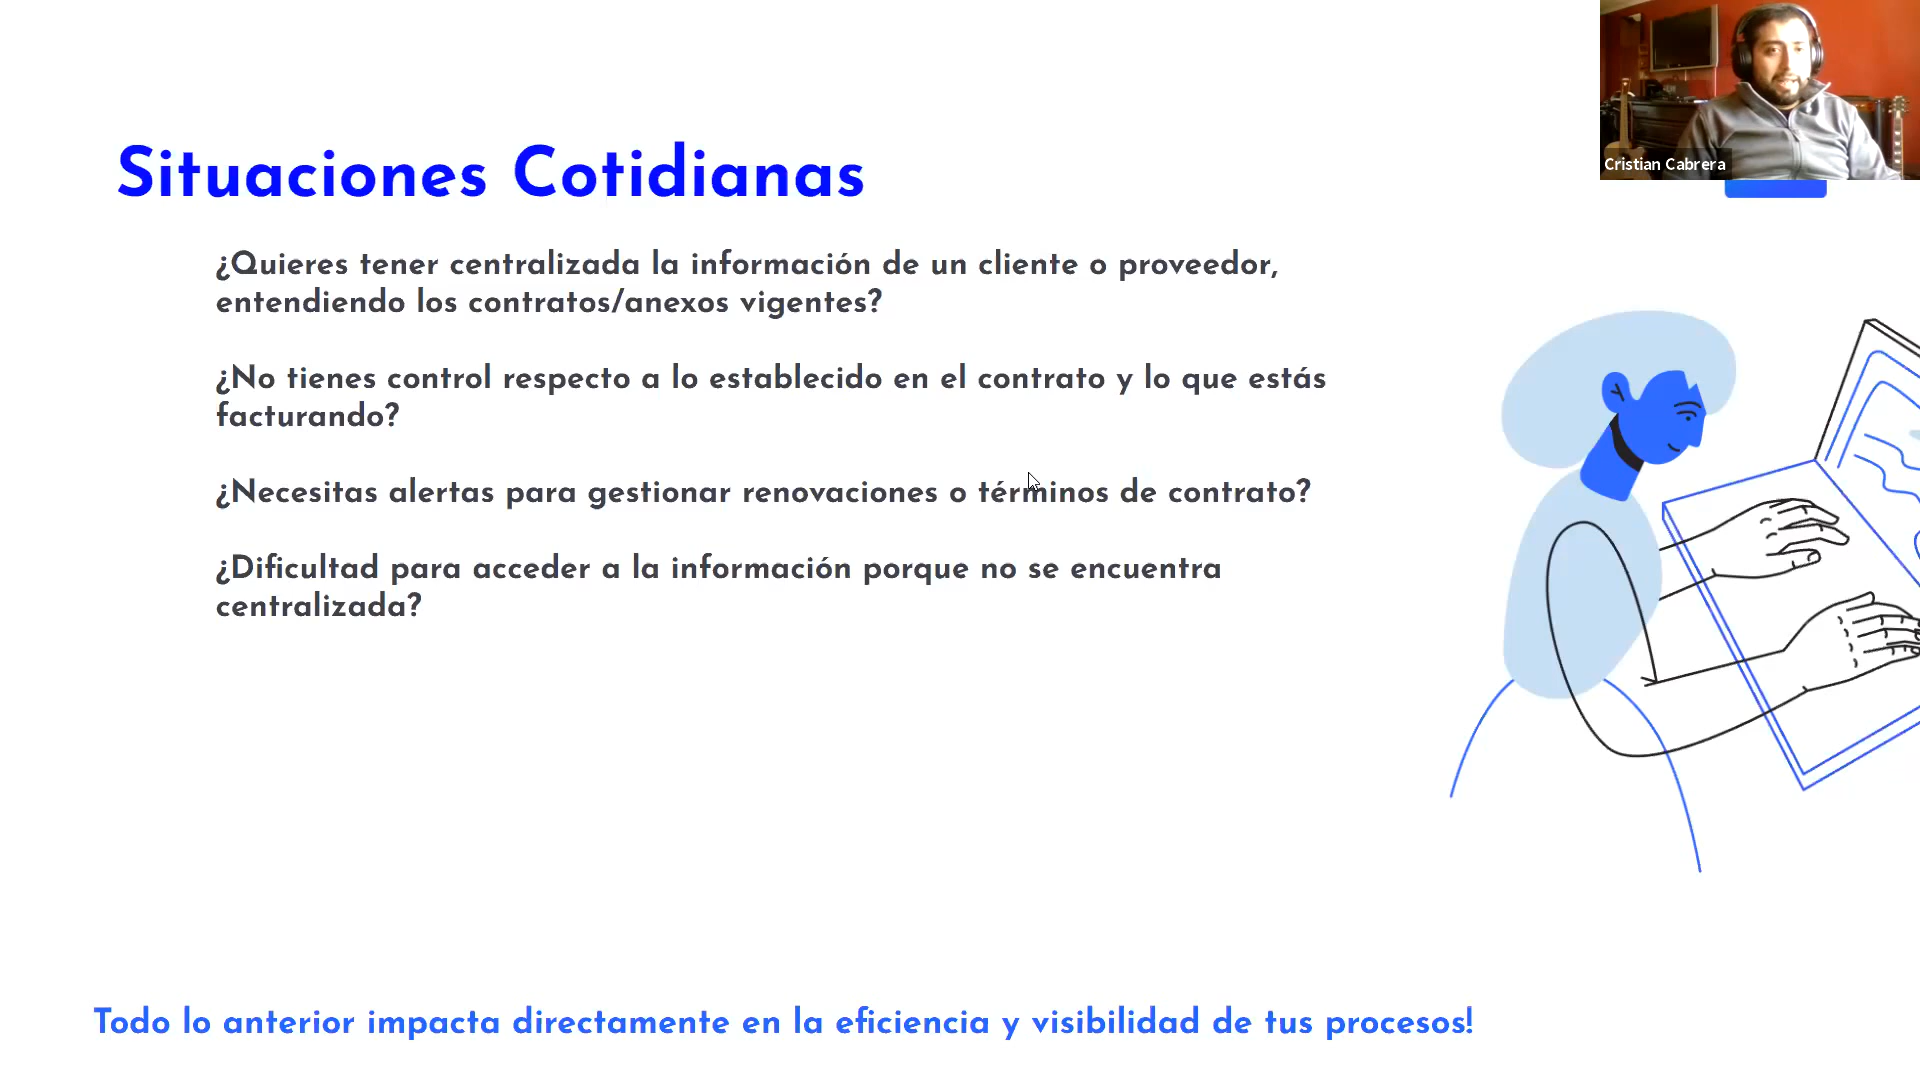 Cristian Cabrera
Situaciones Cotidianas
¿Quieres tener centralizada la información de un cliente o proveedor,
entendiendo los contratos/anexos vigentes?
¿No tienes control respecto a lo establecido en el contrato y lo que estás
facturando?
¿Necesitas alertas para gestionar renovaciones o términos de contrato?
¿Dificultad para acceder a la información porque no se encuentra
centralizada?
Todo lo anterior impacta directamente en la eficiencia y visibilidad de tus procesos!